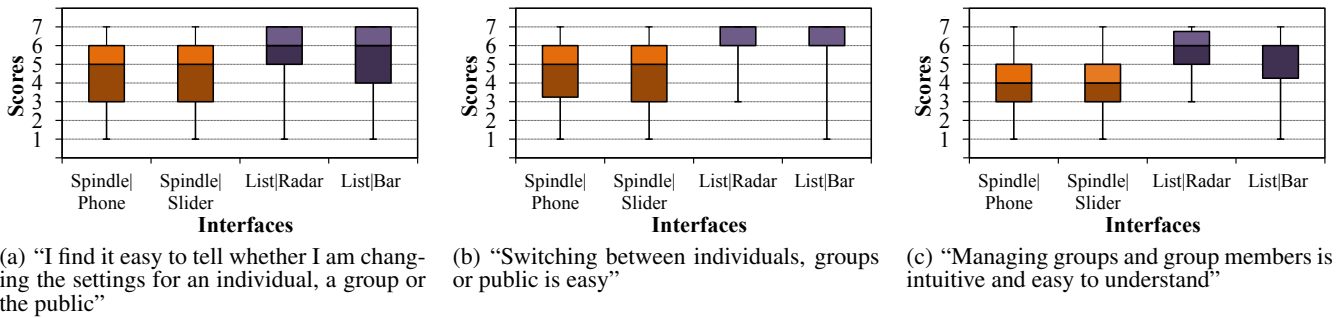 Scores
7
6
5
4
3
2
1
Spindle|
Phone
Spindle|
Slider
List|Radar
List|Bar
Interfaces
(a) “I find it easy to tell whether I am chang-
ing the settings for an individual, a group or
the public”
Scores
7
6
5
4
3
2
1
Spindle|
Phone
Spindle|
Slider
List|Radar
List|Bar
Interfaces
(b) “Switching between individuals, groups
or public is easy”
Scores
7
6
5
4
3
2
1
Spindle|
Phone
Spindle|
Slider
List|Radar
List|Bar
Interfaces
(c) “Managing groups and group members is
intuitive and easy to understand”